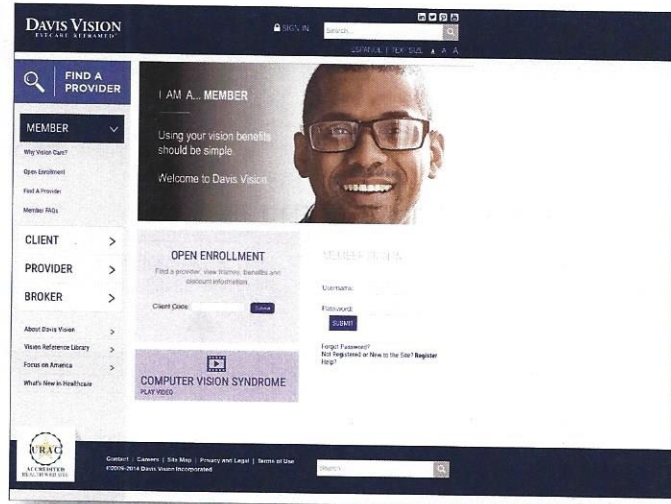 DAVIS VISION
EYECARE REFRAMED
SIGN IN
Search...
ESPAÑOL | TEXT SIZE A A A
FIND A
PROVIDER
I AM A... MEMBER
Using your vision benefits
should be simple.
Welcome to Davis Vision.
MEMBER
Why Vision Care?
Open Enrollment
Find A Provider
Member FAQs
CLIENT >
PROVIDER >
BROKER >
About Davis Vision >
Vision Reference Library >
Focus on America >
What's New in Healthcare
OPEN ENROLLMENT
Find a provider, view frames, benefits and
discount information.
Client Code
Submit
COMPUTER VISION SYNDROME
PLAY VIDEO
MEMBER SIGN IN
Username:
Password:
SUBMIT
Forgot Password?
Not Registered or New to the Site? Register
Help?
URAC
ACCREDITED
Contact | Careers | Site Map | Privacy and Legal | Terms of Use
©2009-2014 Davis Vision Incorporated
Search